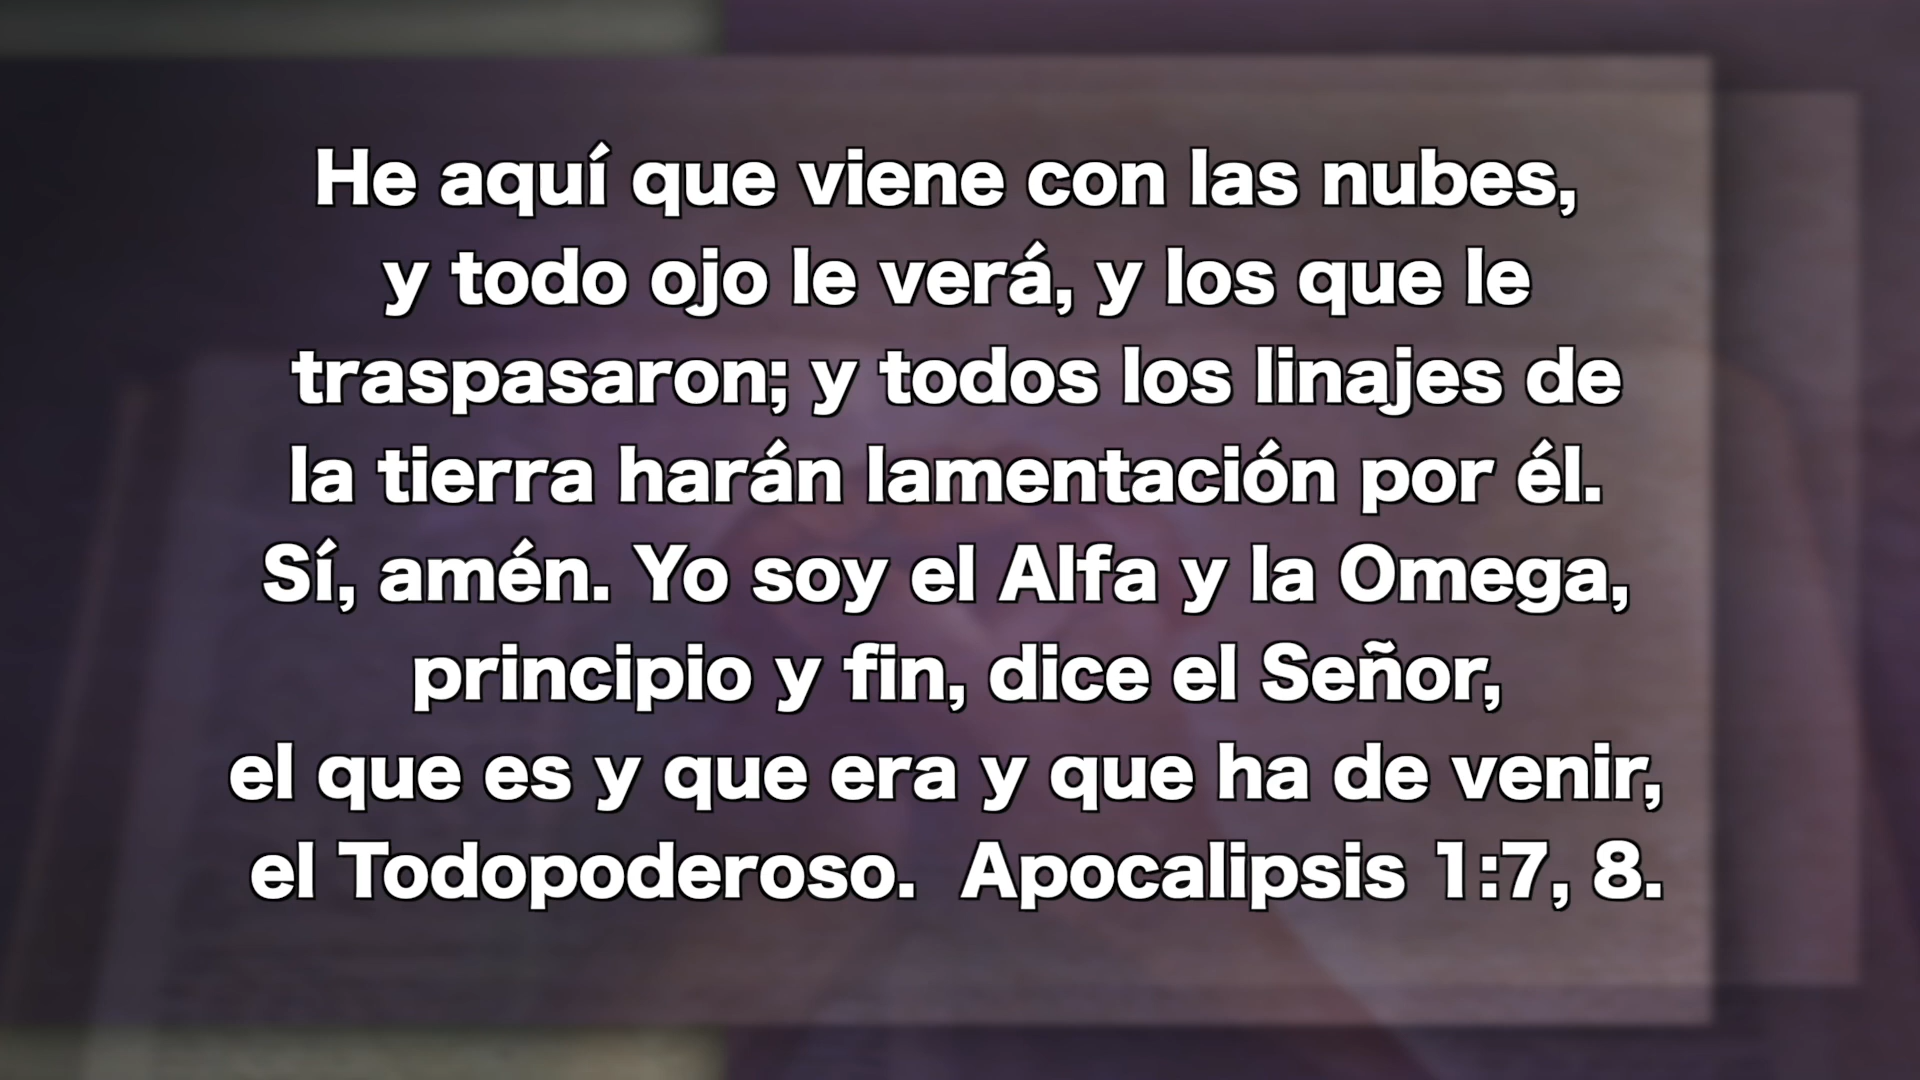 He aquí que viene con las nubes,
y todo ojo le verá, y los que le
traspasaron; y todos los linajes de
la tierra harán lamentación por él.
Sí, amén. Yo soy el Alfa y la Omega,
principio y fin, dice el Señor,
el que es y que era y que ha de venir,
el Todopoderoso.  Apocalipsis 1:7, 8.